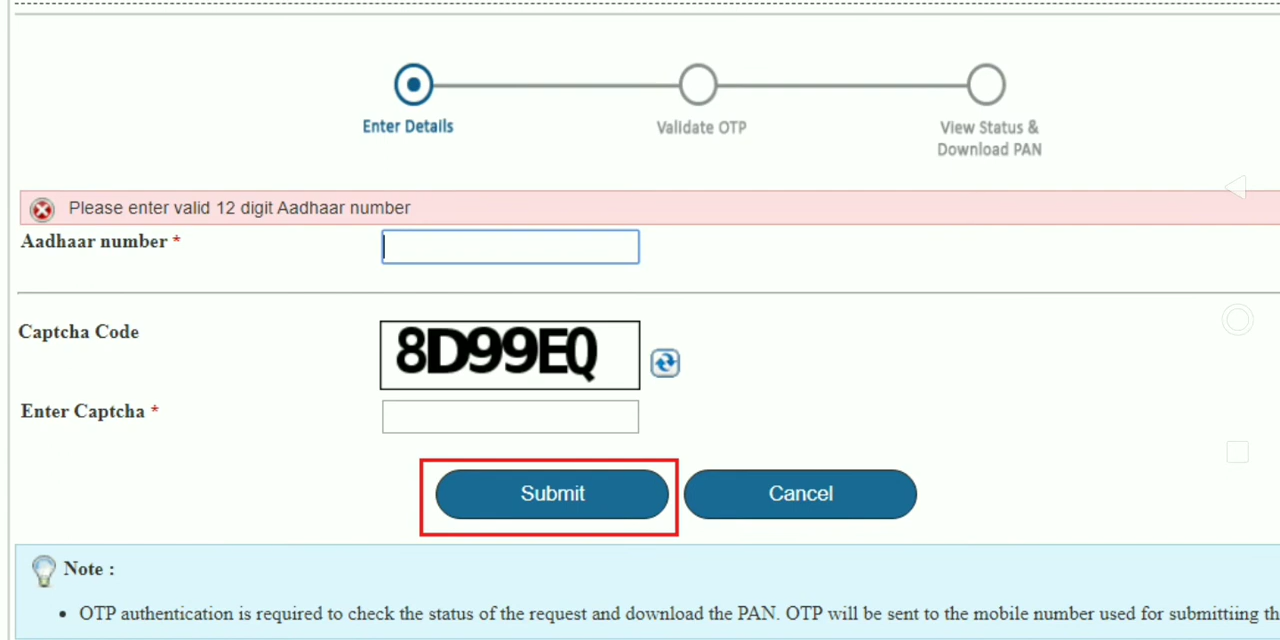 Enter Details
Validate OTP
View Status &
Download PAN
Please enter valid 12 digit Aadhaar number
Aadhaar number *
Captcha Code
8D99EQ
Enter Captcha *
Submit
Cancel
Note :
• OTP authentication is required to check the status of the request and download the PAN. OTP will be sent to the mobile number used for submittiing th